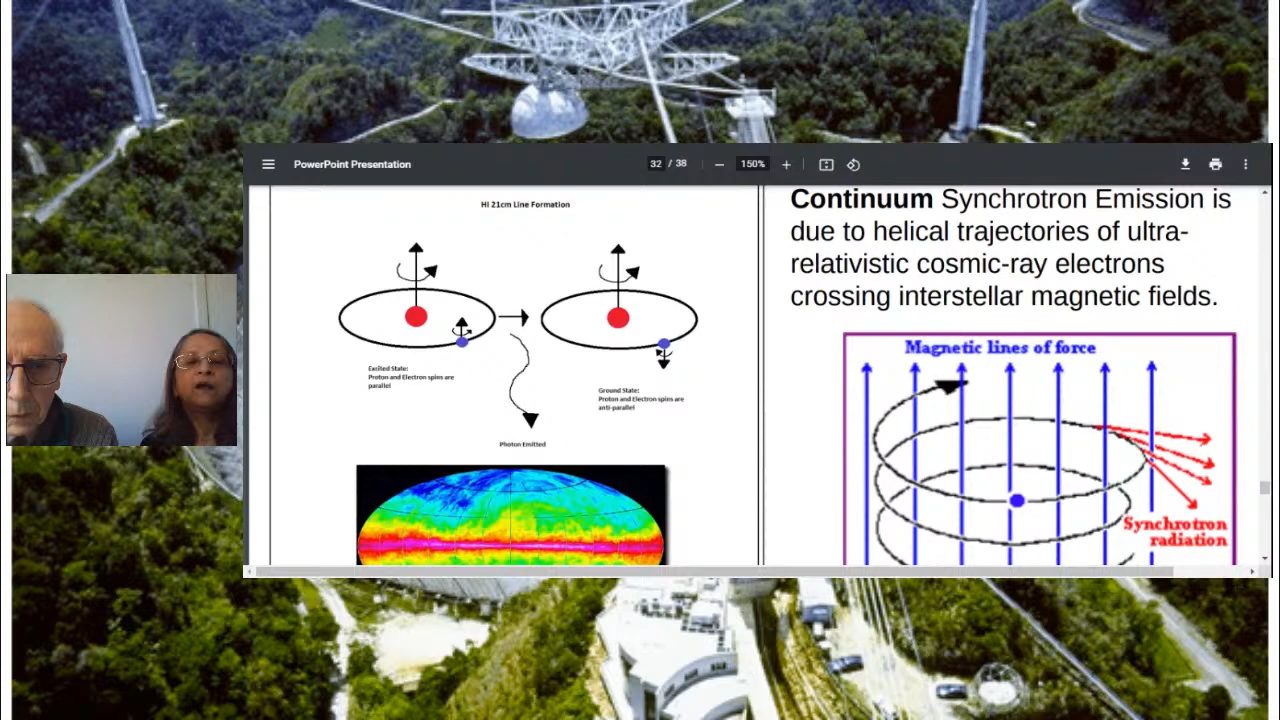 PowerPoint Presentation
32 / 38
150%
HI 21cm Line Formation
Excited State:
Proton and Electron spins are
parallel
Ground State:
Proton and Electron spins are
anti-parallel
Photon Emitted
Continuum Synchrotron Emission is
due to helical trajectories of ultra-
relativistic cosmic-ray electrons
crossing interstellar magnetic fields.
Magnetic lines of force
Synchrotron
radiation